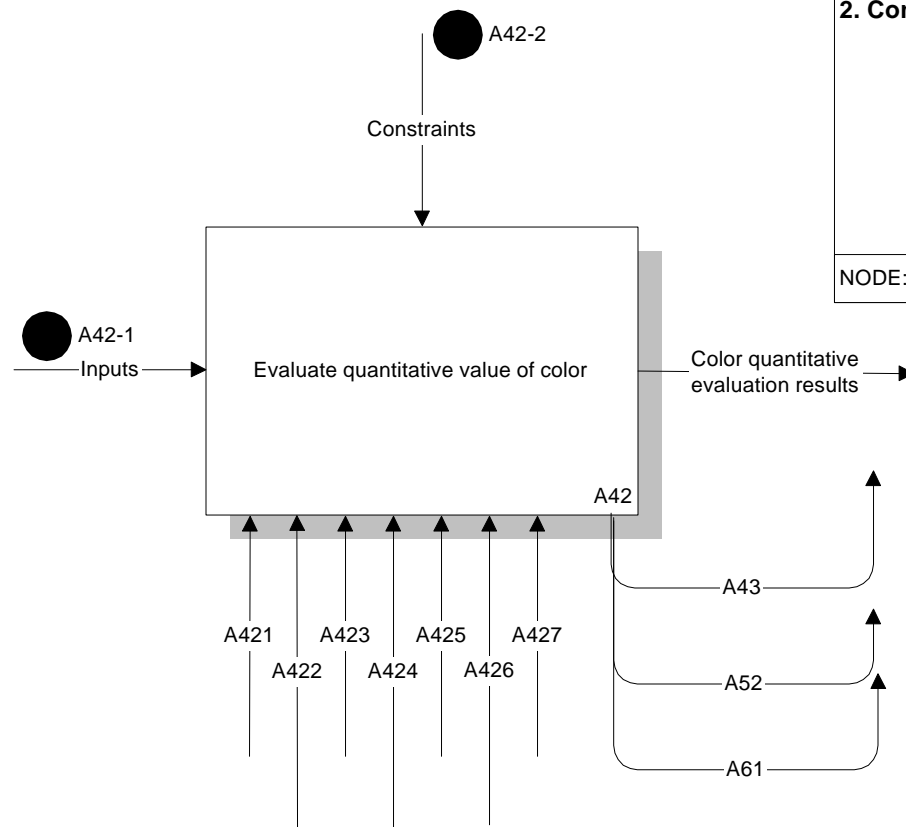 2. Con
A42-2
Constraints
NODE:
A42-1
Inputs
Evaluate quantitative value of color
Color quantitative
evaluation results
A42
A43
A421
A423
A425
A427
A422
A424
A426
A52
A61